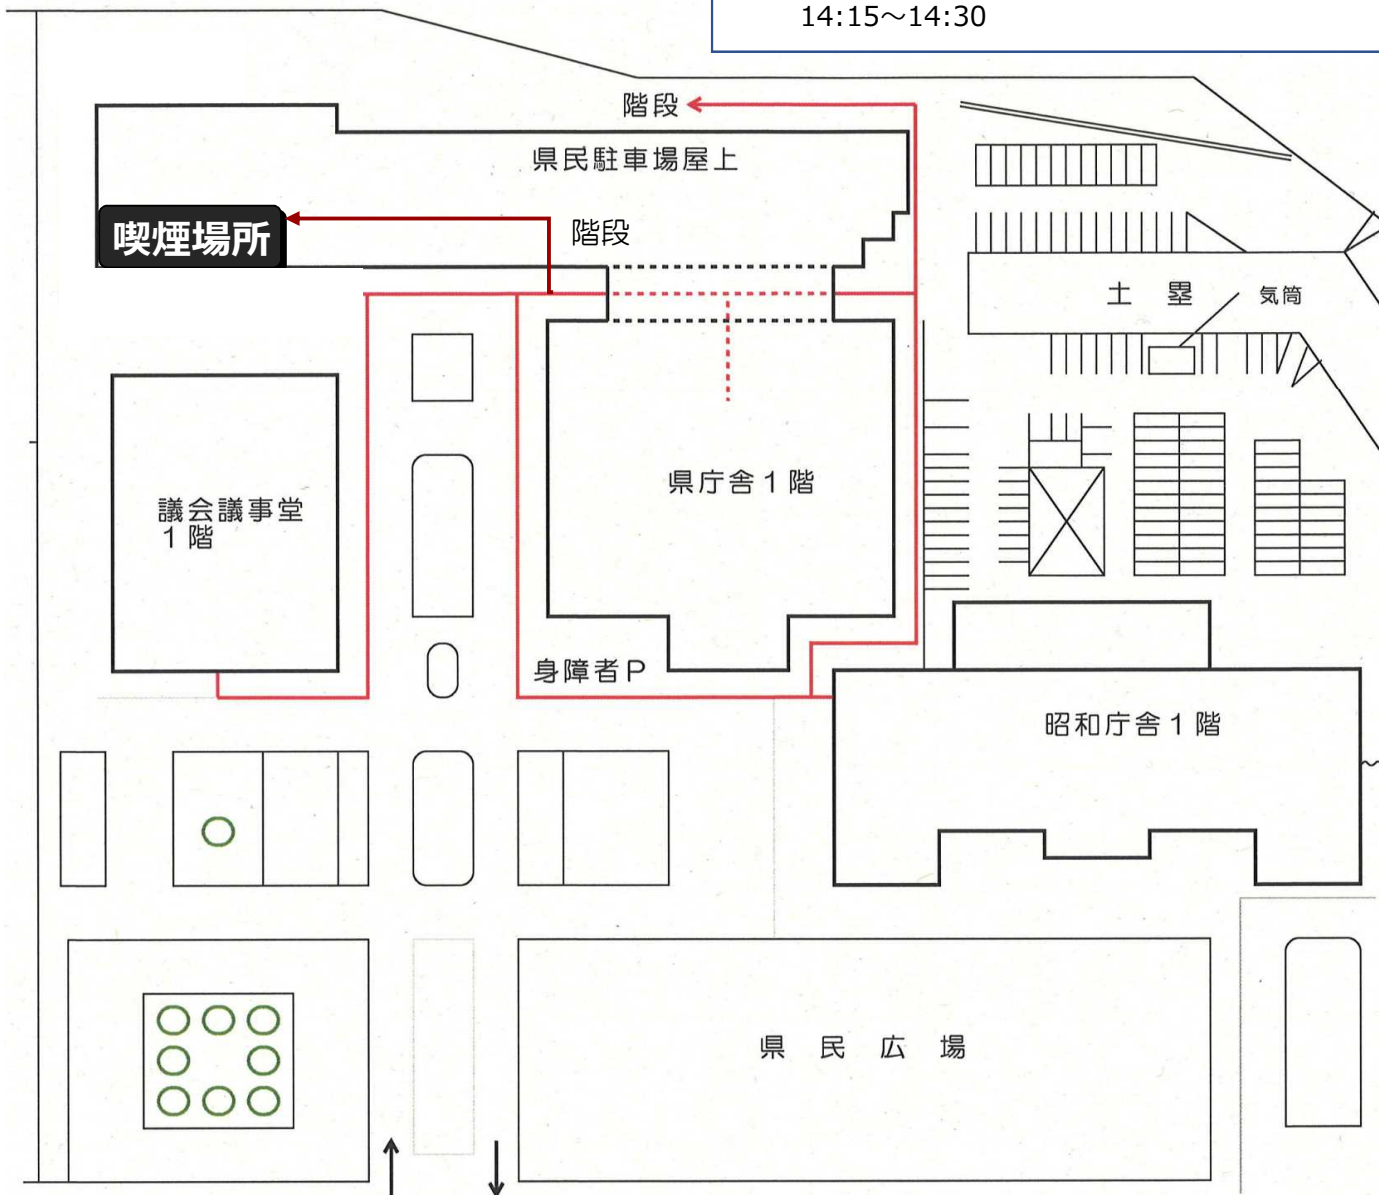 14:15～14:30
階段
県民駐車場屋上
喫煙場所
階段
土 塁
気筒
県庁舎1階
議会議事堂
1階
身障者P
昭和庁舎1階
県 民 広 場